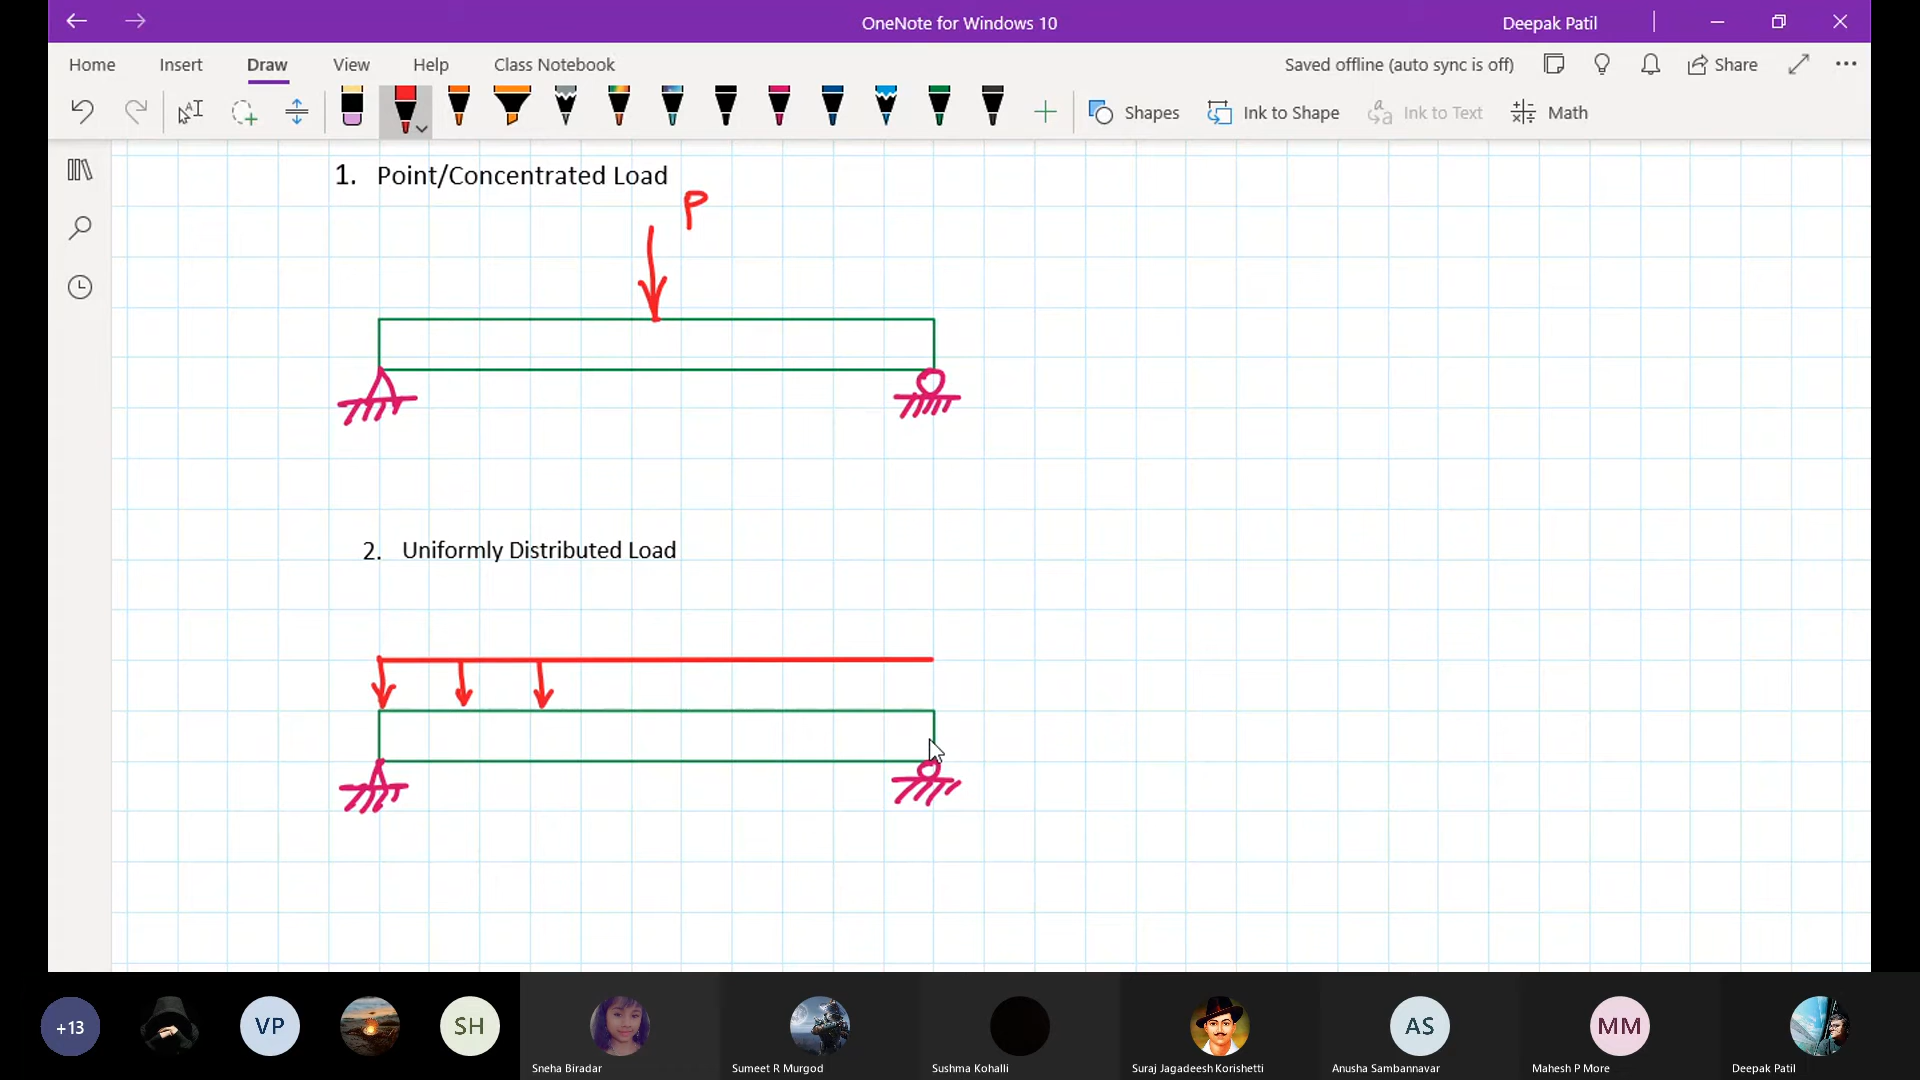 OneNote for Windows 10
Deepak Patil
Home Insert Draw View Help Class Notebook
Saved offline (auto sync is off) Share
Shapes Ink to Shape Ink to Text Math
1. Point/Concentrated Load
P
2. Uniformly Distributed Load
+13 VP SH AS MM
Sneha Biradar Sumeet R Murgod Sushma Kohalli Suraj Jagadeesh Korishetti Anusha Sambannavar Mahesh P More Deepak Patil